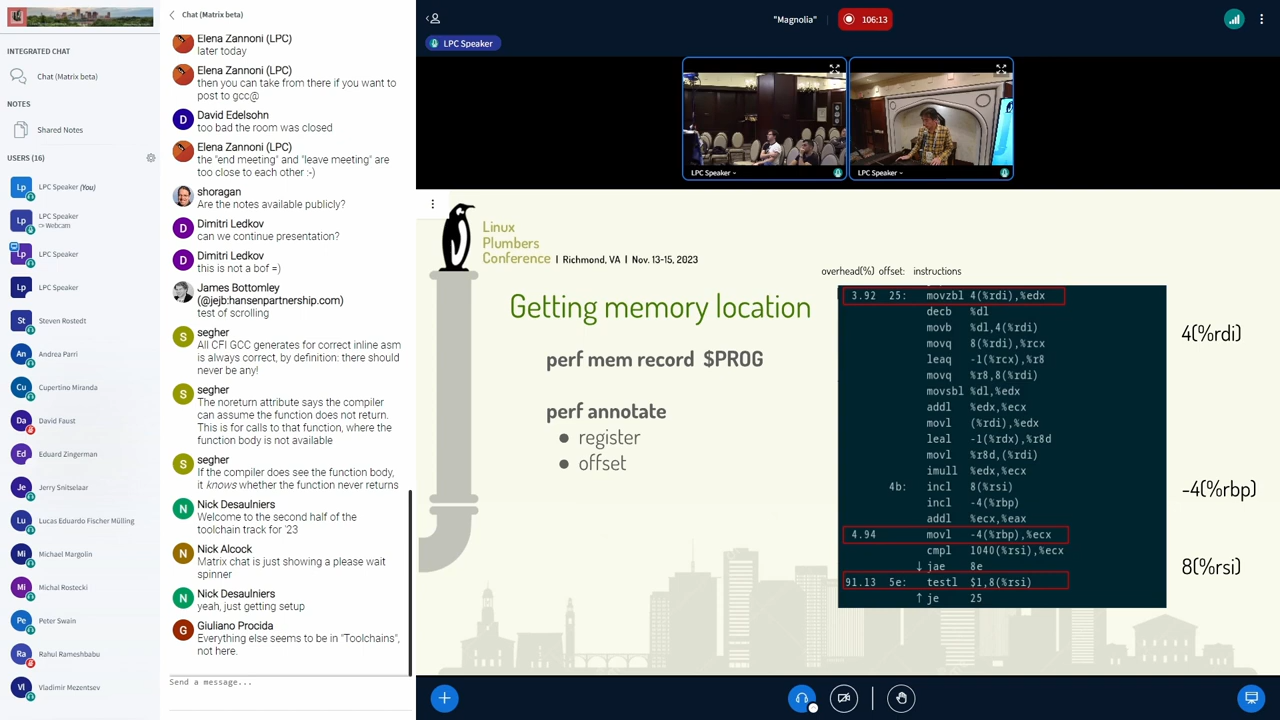 INTEGRATED CHAT
Chat (Matrix beta)
NOTES
Shared Notes
USERS (16)
Lp LPC Speaker (You)
Lp LPC Speaker
Webcam
Lp LPC Speaker
Lp LPC Speaker
St Steven Rostedt
An Andrea Parri
Cu Cupertino Miranda
Da David Faust
Ed Eduard Zingerman
Je Jerry Snitselaar
Lu Lucas Eduardo Fischer Mülling
Mi Michael Margolin
Mi Michal Rostecki
Pe Peter Swain
Ra Rahul Rameshbabu
Vl Vladimir Mezentsev
Chat (Matrix beta)
Elena Zannoni (LPC)
later today
Elena Zannoni (LPC)
then you can take from there if you want to
post to gcc@
D David Edelsohn
too bad the room was closed
Elena Zannoni (LPC)
the "end meeting" and "leave meeting" are
too close to each other :-)
shoragan
Are the notes available publicly?
D Dimitri Ledkov
can we continue presentation?
D Dimitri Ledkov
this is not a bof =)
James Bottomley
(@jejb:hansenpartnership.com)
test of scrolling
S segher
All CFI GCC generates for correct inline asm
is always correct, by definition: there should
never be any!
S segher
The noreturn attribute says the compiler
can assume the function does not return.
This is for calls to that function, where the
function body is not available
S segher
If the compiler does see the function body,
it knows whether the function never returns
N Nick Desaulniers
Welcome to the second half of the
toolchain track for '23
N Nick Alcock
Matrix chat is just showing a please wait
spinner
N Nick Desaulniers
yeah, just getting setup
G Giuliano Procida
Everything else seems to be in "Toolchains",
not here.
Send a message...
"Magnolia"
106:13
LPC Speaker
LPC Speaker
LPC Speaker
Linux
Plumbers
Conference | Richmond, VA | Nov. 13-15, 2023
Getting memory location
perf mem record $PROG
perf annotate
● register
● offset
overhead(%) offset: instructions
3.92 25: movzbl 4(%rdi),%edx
decb %dl
movb %dl,4(%rdi)
movq 8(%rdi),%rcx
leaq -1(%rcx),%r8
movq %r8,8(%rdi)
movsbl %dl,%edx
addl %edx,%ecx
movl (%rdi),%edx
leal -1(%rdx),%r8d
movl %r8d,(%rdi)
imull %edx,%ecx
4b: incl 8(%rsi)
incl -4(%rbp)
addl %ecx,%eax
4.94 movl -4(%rbp),%ecx
cmpl 1040(%rsi),%ecx
↓ jae 8e
91.13 5e: testl $1,8(%rsi)
↑ je 25
4(%rdi)
-4(%rbp)
8(%rsi)